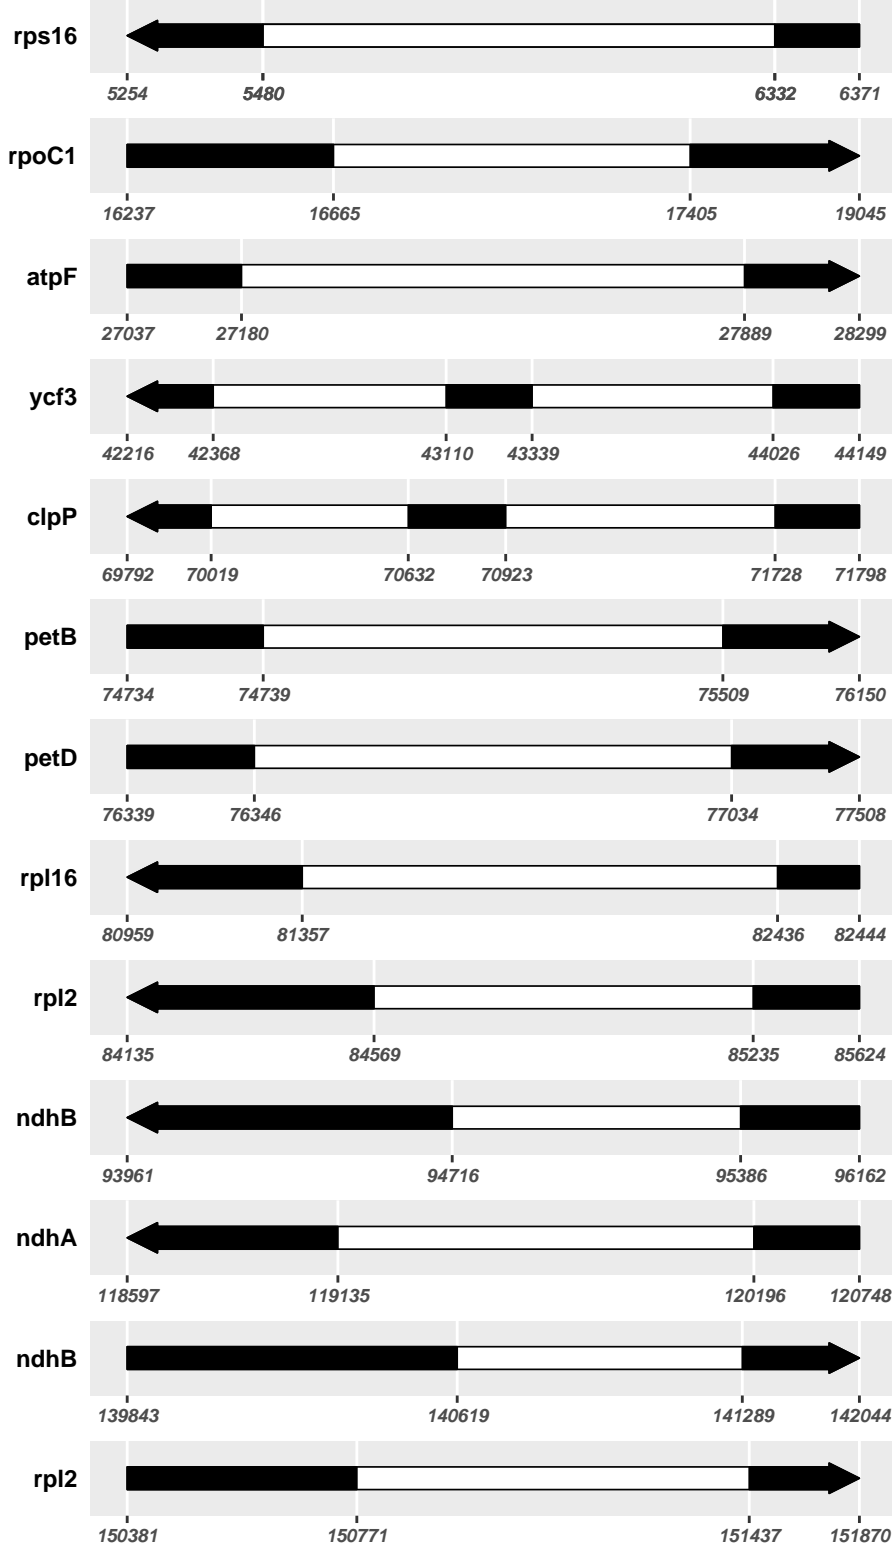 rps16
5254 5480 6332 6371
rpoC1
16237 16665 17405 19045
atpF
27037 27180 27889 28299
ycf3
42216 42368 43110 43339 44026 44149
clpP
69792 70019 70632 70923 71728 71798
petB
74734 74739 75509 76150
petD
76339 76346 77034 77508
rpl16
80959 81357 82436 82444
rpl2
84135 84569 85235 85624
ndhB
93961 94716 95386 96162
ndhA
118597 119135 120196 120748
ndhB
139843 140619 141289 142044
rpl2
150381 150771 151437 151870